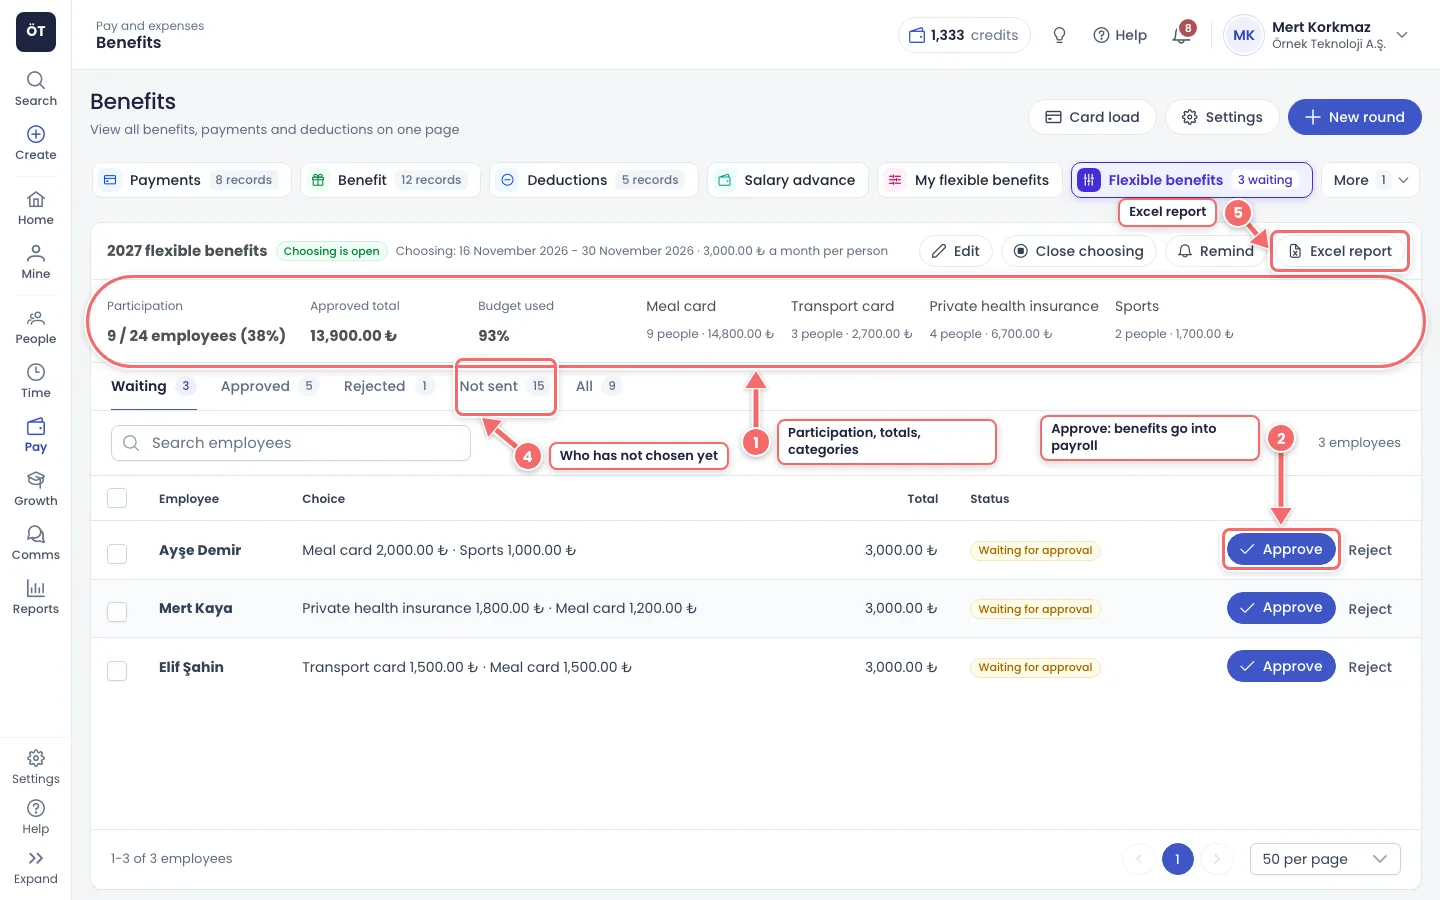 ÖT
Pay and expenses
Benefits
1,333 credits
Help
8
MK
Mert Korkmaz
Örnek Teknoloji A.Ş.
Search
Create
Home
Mine
People
Time
Pay
Growth
Comms
Reports
Settings
Help
Expand
Benefits
View all benefits, payments and deductions on one page
Card load
Settings
New round
Payments 8 records
Benefit 12 records
Deductions 5 records
Salary advance
My flexible benefits
Flexible benefits 3 waiting
More 1
Excel report
5
2027 flexible benefits
Choosing is open
Choosing: 16 November 2026 - 30 November 2026 · 3,000.00 ₺ a month per person
Edit
Close choosing
Remind
Excel report
Participation
9 / 24 employees (38%)
Approved total
13,900.00 ₺
Budget used
93%
Meal card
9 people · 14,800.00 ₺
Transport card
3 people · 2,700.00 ₺
Private health insurance
4 people · 6,700.00 ₺
Sports
2 people · 1,700.00 ₺
Waiting 3
Approved 5
Rejected 1
Not sent 15
All 9
Search employees
4
Who has not chosen yet
1
Participation, totals,
categories
Approve: benefits go into
payroll
2
3 employees
Employee Choice Total Status
Ayşe Demir Meal card 2,000.00 ₺ · Sports 1,000.00 ₺ 3,000.00 ₺ Waiting for approval Approve Reject
Mert Kaya Private health insurance 1,800.00 ₺ · Meal card 1,200.00 ₺ 3,000.00 ₺ Waiting for approval Approve Reject
Elif Şahin Transport card 1,500.00 ₺ · Meal card 1,500.00 ₺ 3,000.00 ₺ Waiting for approval Approve Reject
1-3 of 3 employees
1
50 per page